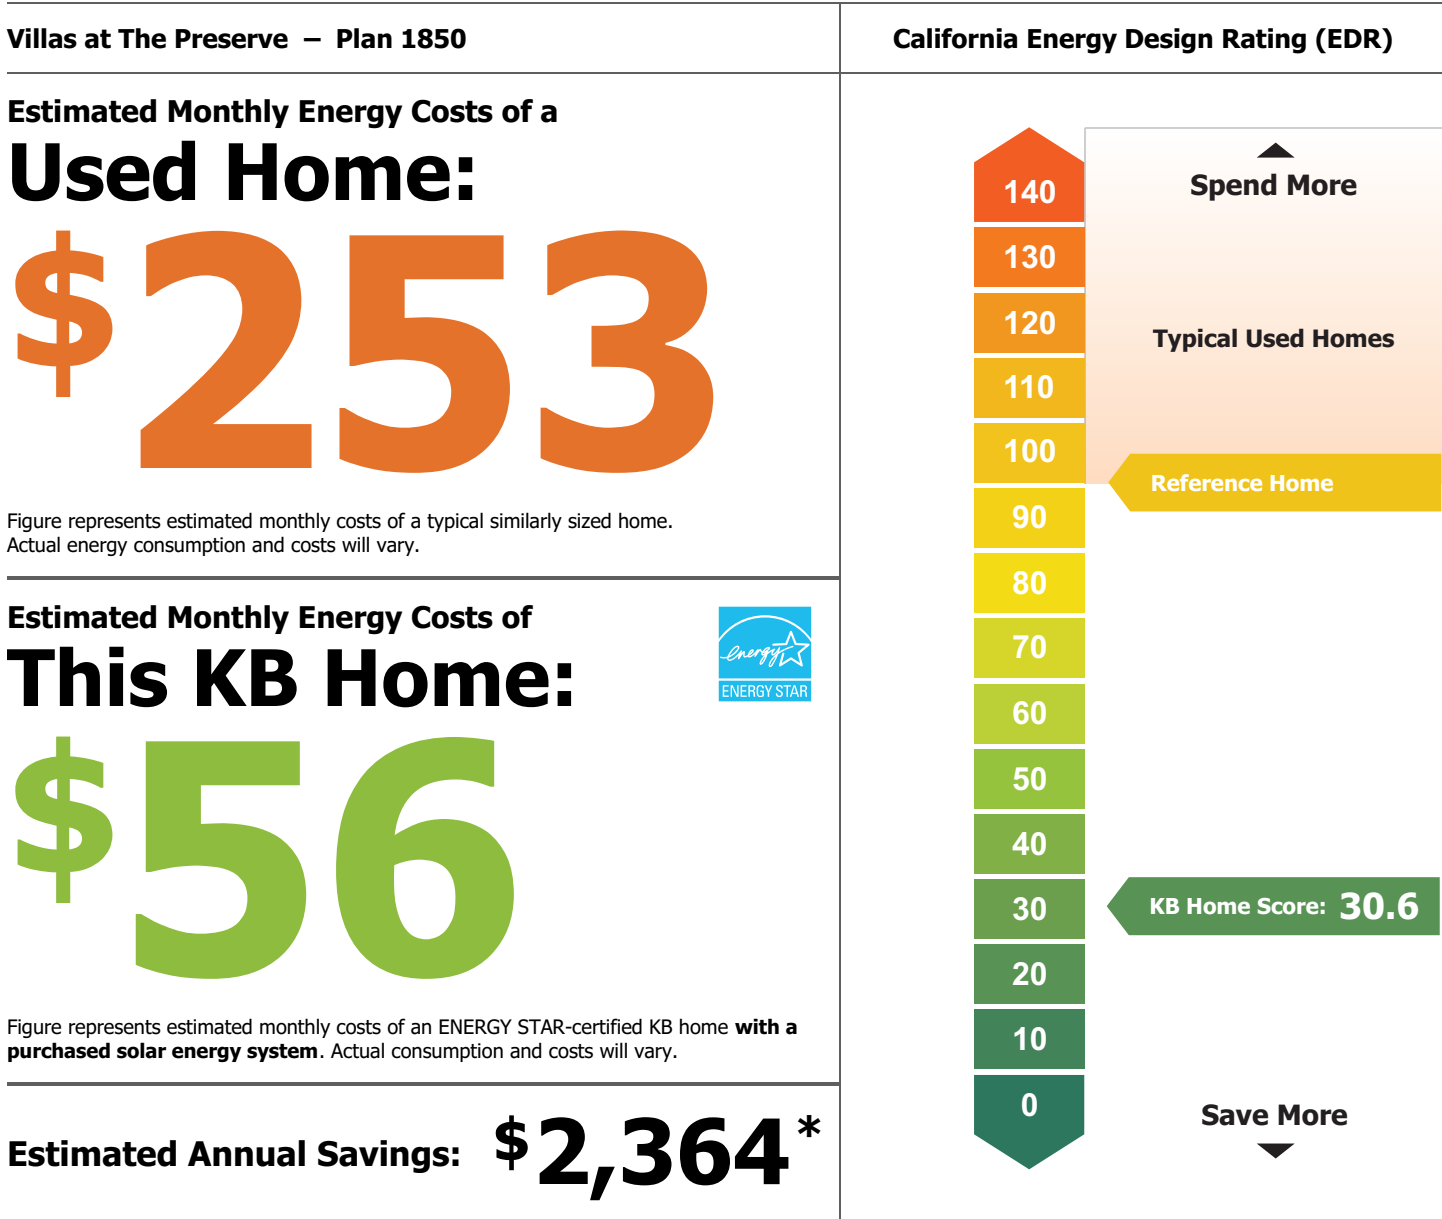 Villas at The Preserve – Plan 1850
Estimated Monthly Energy Costs of a
Used Home:
$253
Figure represents estimated monthly costs of a typical similarly sized home.
Actual energy consumption and costs will vary.
Estimated Monthly Energy Costs of
This KB Home:
energy
ENERGY STAR
$56
Figure represents estimated monthly costs of an ENERGY STAR-certified KB home with a
purchased solar energy system. Actual consumption and costs will vary.
Estimated Annual Savings: $2,364*
California Energy Design Rating (EDR)
140
130
120
110
100
90
80
70
60
50
40
30
20
10
0
Spend More
Typical Used Homes
Reference Home
KB Home Score: 30.6
Save More